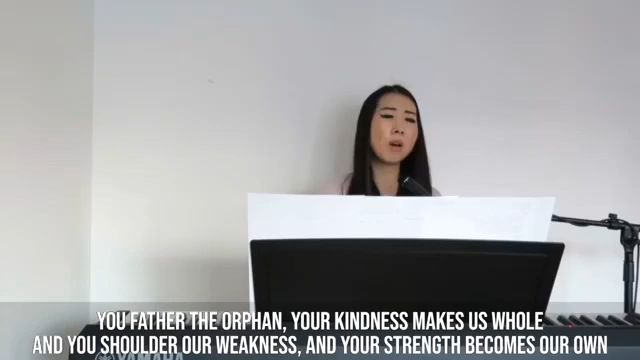 YOU FATHER THE ORPHAN, YOUR KINDNESS MAKES US WHOLE
AND YOU SHOULDER OUR WEAKNESS, AND YOUR STRENGTH BECOMES OUR OWN
YAMAHA